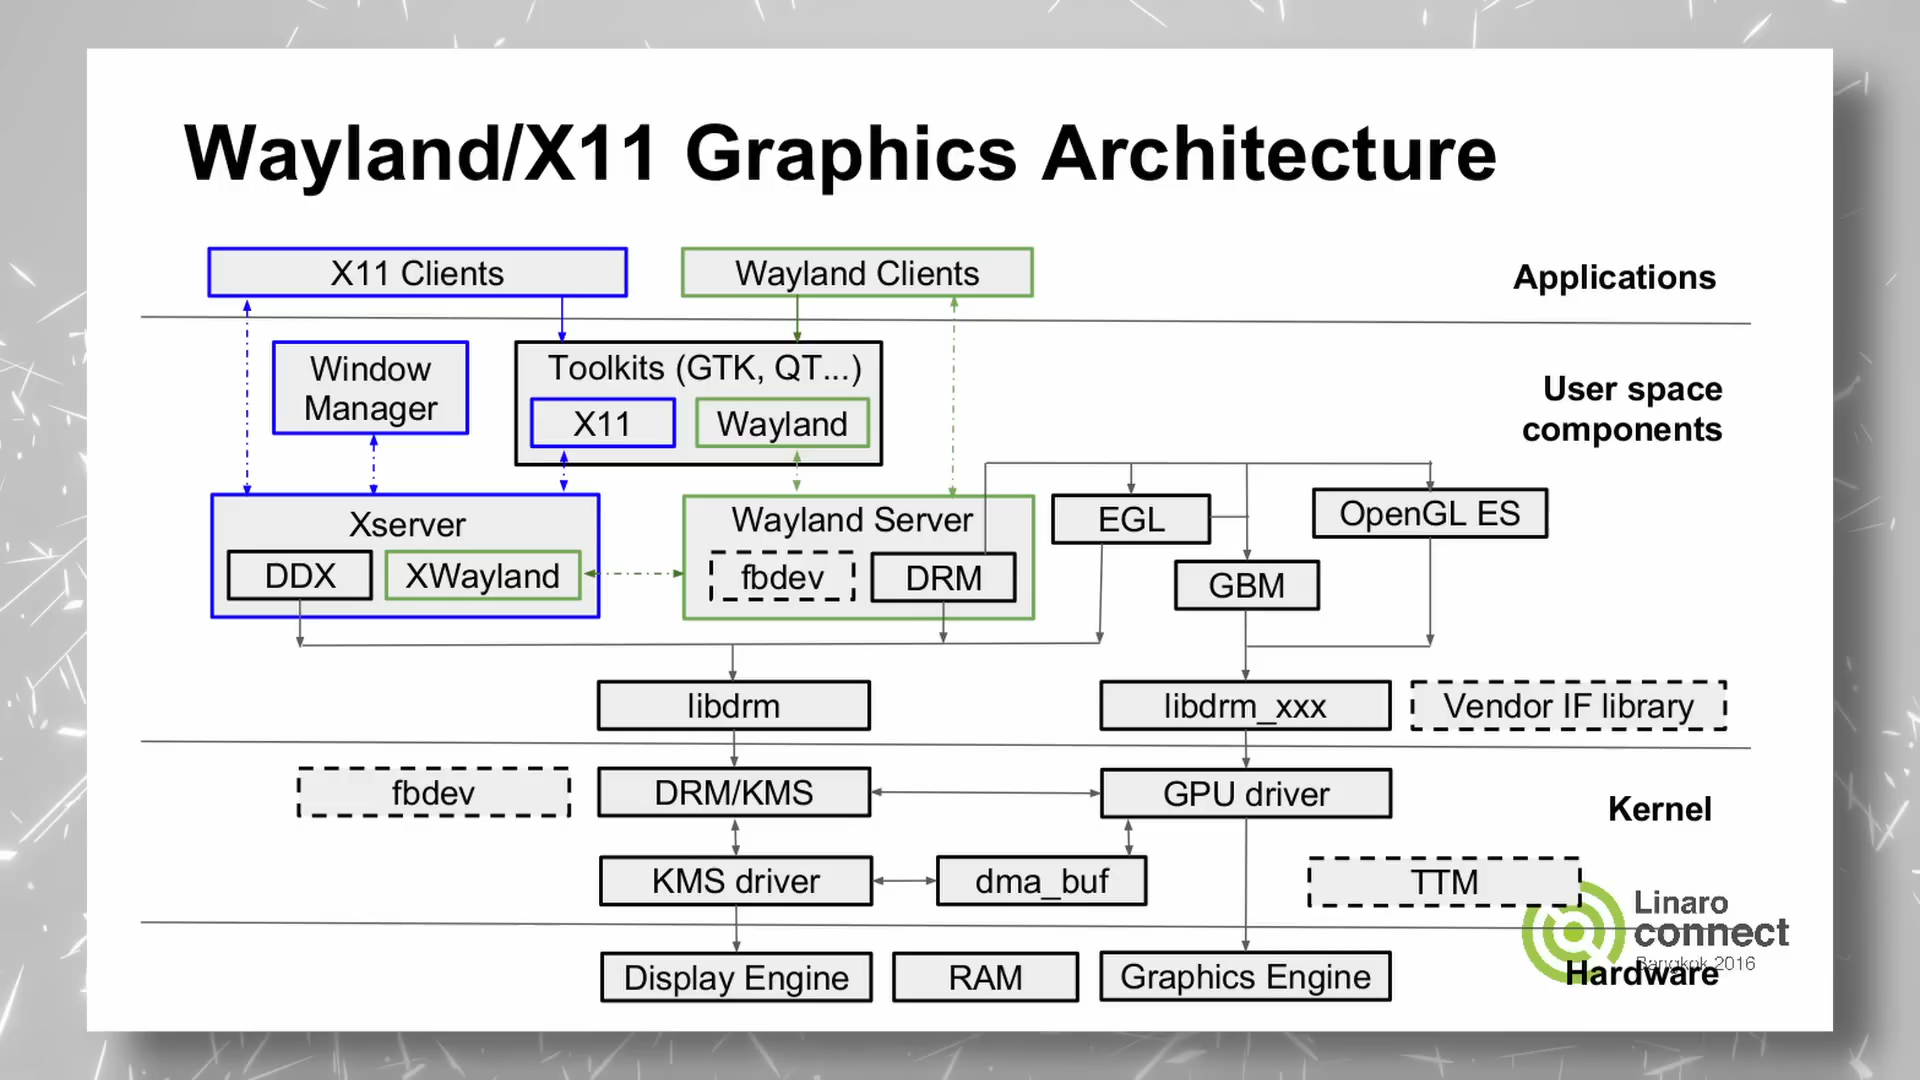 Wayland/X11 Graphics Architecture
X11 Clients
Wayland Clients
Applications
Window
Manager
Toolkits (GTK, QT...)
X11
Wayland
User space
components
Xserver
DDX
XWayland
Wayland Server
fbdev
DRM
EGL
OpenGL ES
GBM
libdrm
libdrm_xxx
Vendor IF library
fbdev
DRM/KMS
GPU driver
Kernel
KMS driver
dma_buf
TTM
Linaro
connect
Bangkok 2016
Display Engine
RAM
Graphics Engine
Hardware